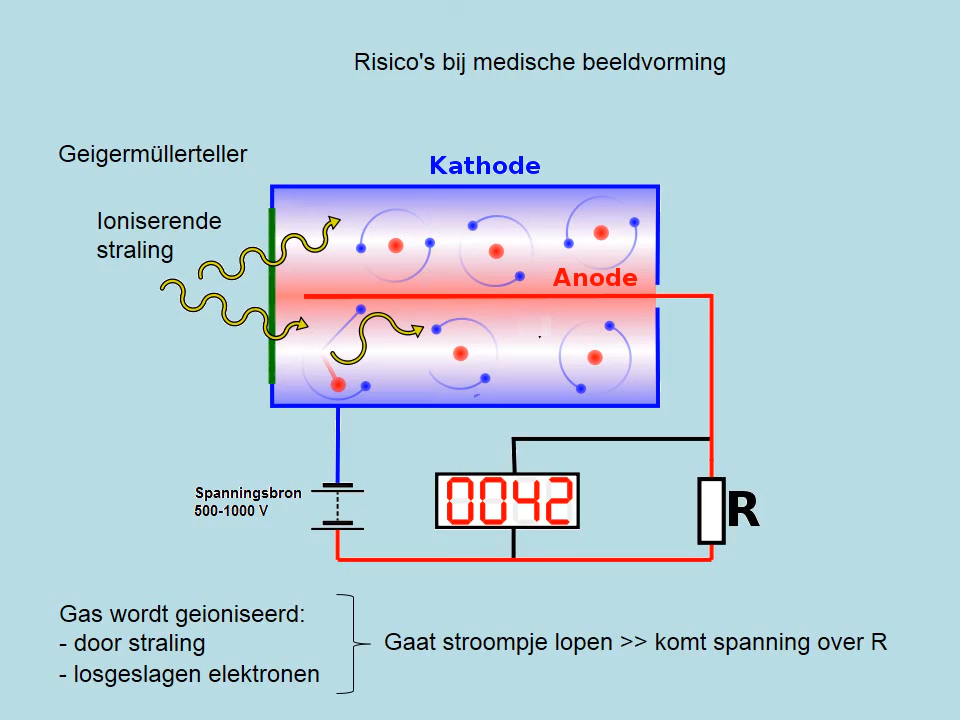 Risico's bij medische beeldvorming
Geigermüllerteller
Kathode
Ioniserende
straling
Anode
Spanningsbron
500-1000 V
0042
R
Gas wordt geioniseerd:
- door straling
- losgeslagen elektronen
Gaat stroompje lopen >> komt spanning over R